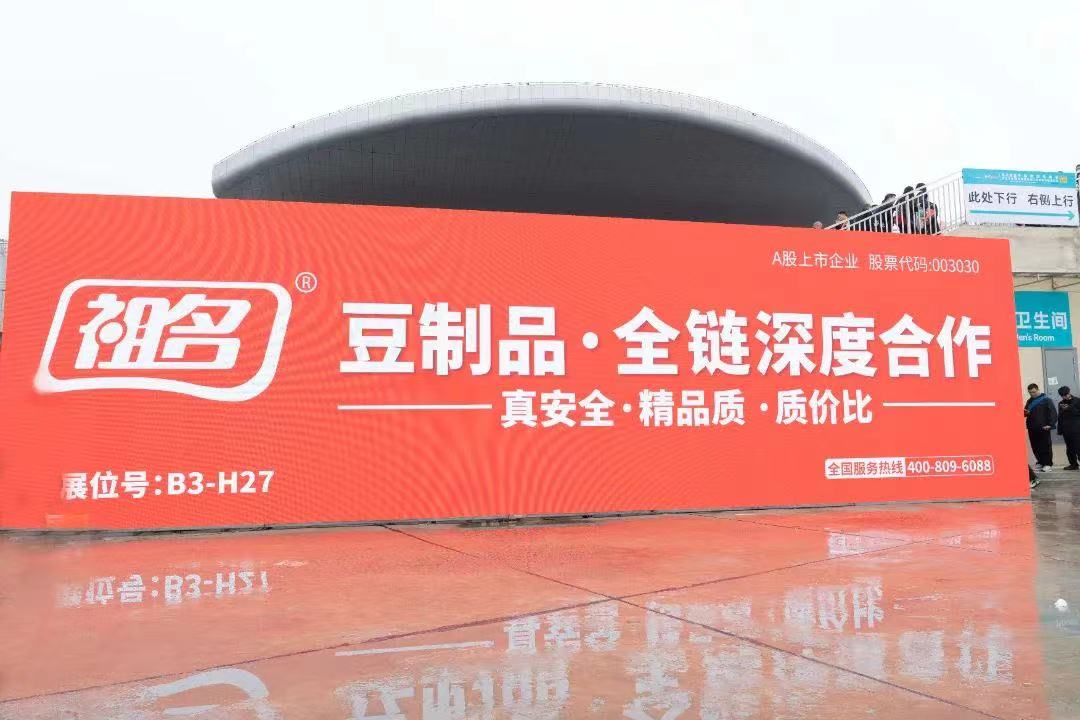 此处下行 右侧上行
A股上市企业 股票代码:003030
祖名®
豆制品·全链深度合作
真安全·精品质·质价比
卫生间
Men's Room
展位号:B3-H27
全国服务热线 400-809-6088